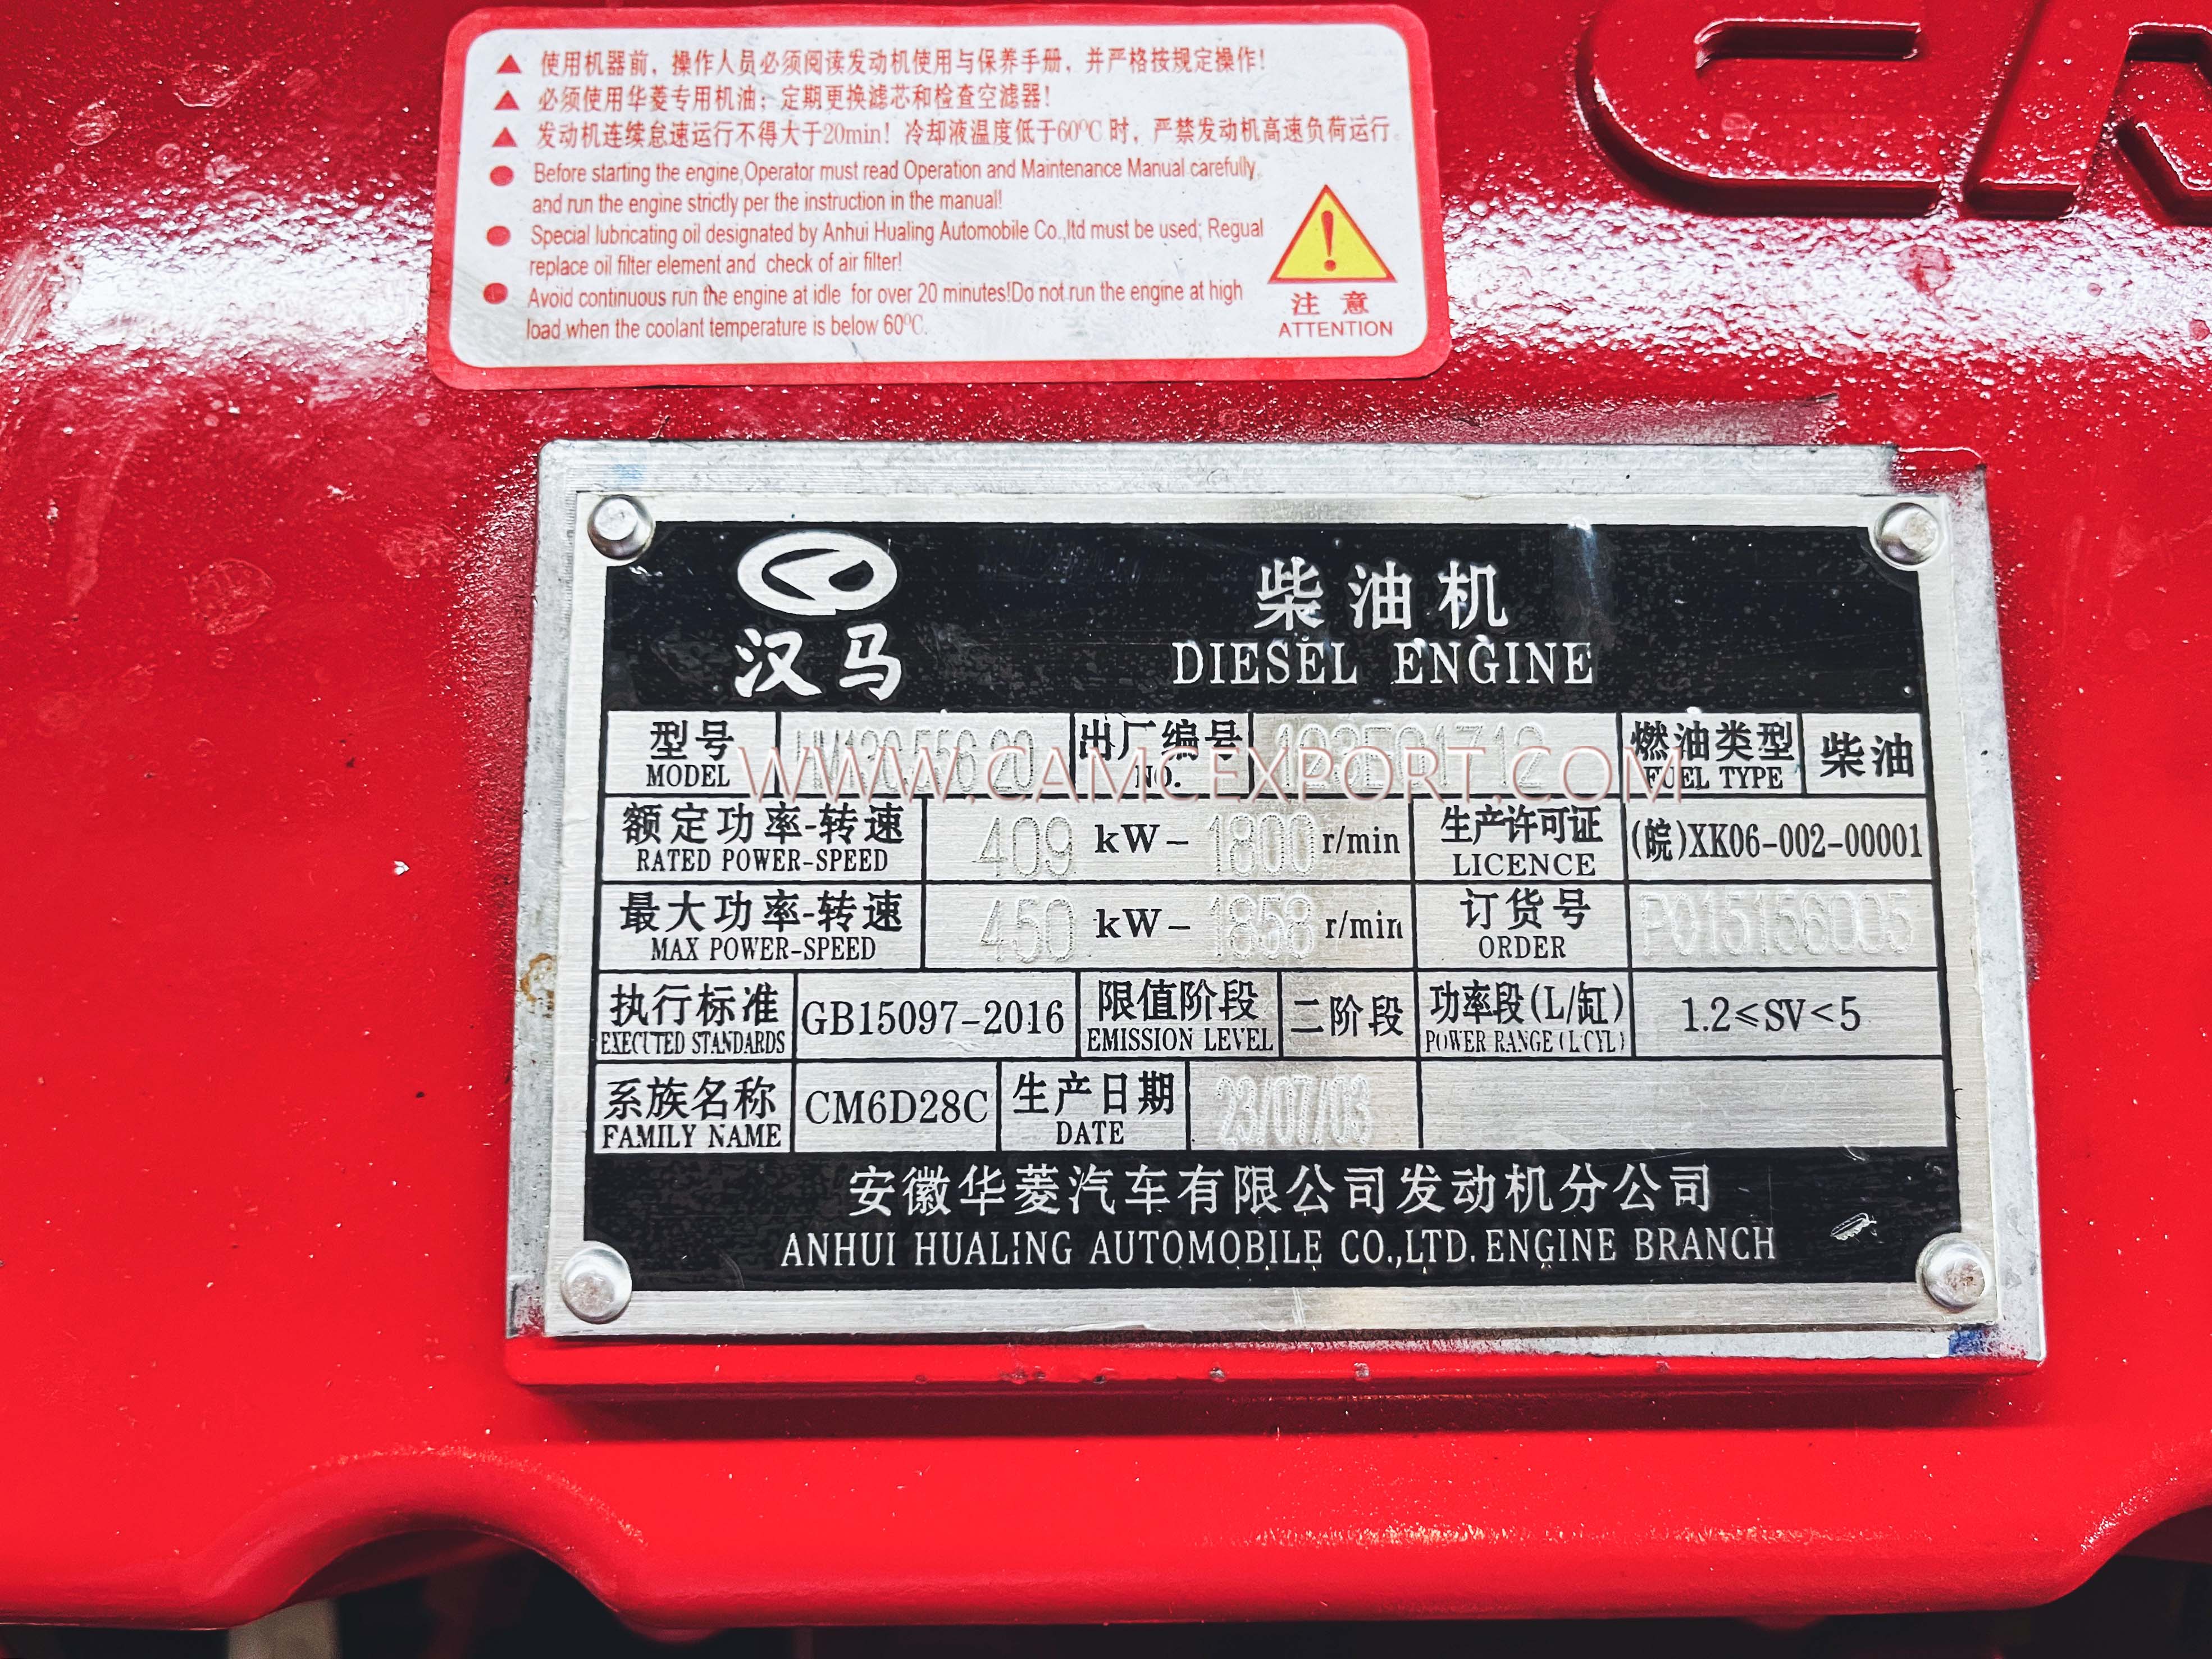 ▲ 使用机器前，操作人员必须阅读发动机使用与保养手册，并严格按规定操作！
▲ 必须使用华菱专用机油；定期更换滤芯和检查空滤器！
▲ 发动机连续怠速运行不得大于20min！冷却液温度低于60℃时，严禁发动机高速负荷运行。
● Before starting the engine,Operator must read Operation and Maintenance Manual carefully,
and run the engine strictly per the instruction in the manual!
● Special lubricating oil designated by Anhui Hualing Automobile Co.,ltd must be used; Regual
replace oil filter element and check of air filter!
● Avoid continuous run the engine at idle for over 20 minutes!Do not run the engine at high
load when the coolant temperature is below 60℃.
注意
ATTENTION
汉马
柴油机
DIESEL ENGINE
型号
MODEL
出厂编号
NO.
燃油类型
FUEL TYPE
柴油
WWW.CAMCEXPORT.COM
额定功率-转速
RATED POWER-SPEED
409 kW- 1800 r/min
生产许可证
LICENCE
(皖)XK06-002-00001
最大功率-转速
MAX POWER-SPEED
450 kW- 1858 r/min
订货号
ORDER
P015156005
执行标准
EXECUTED STANDARDS
GB15097-2016
限值阶段
EMISSION LEVEL
二阶段
功率段(L/缸)
POWER RANGE(L/CYL)
1.2≤SV<5
系族名称
FAMILY NAME
CM6D28C
生产日期
DATE
23/07/03
安徽华菱汽车有限公司发动机分公司
ANHUI HUALING AUTOMOBILE CO.,LTD. ENGINE BRANCH